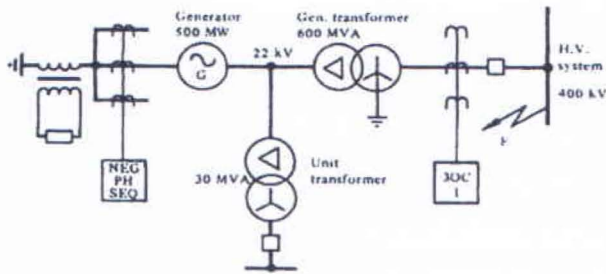 Generator
500 MW
22 kV
Gen. transformer
600 MVA
H.V.
system
400 kV
G
F
NEG
PH
SEQ
30 MVA
Unit
transformer
3OC
1